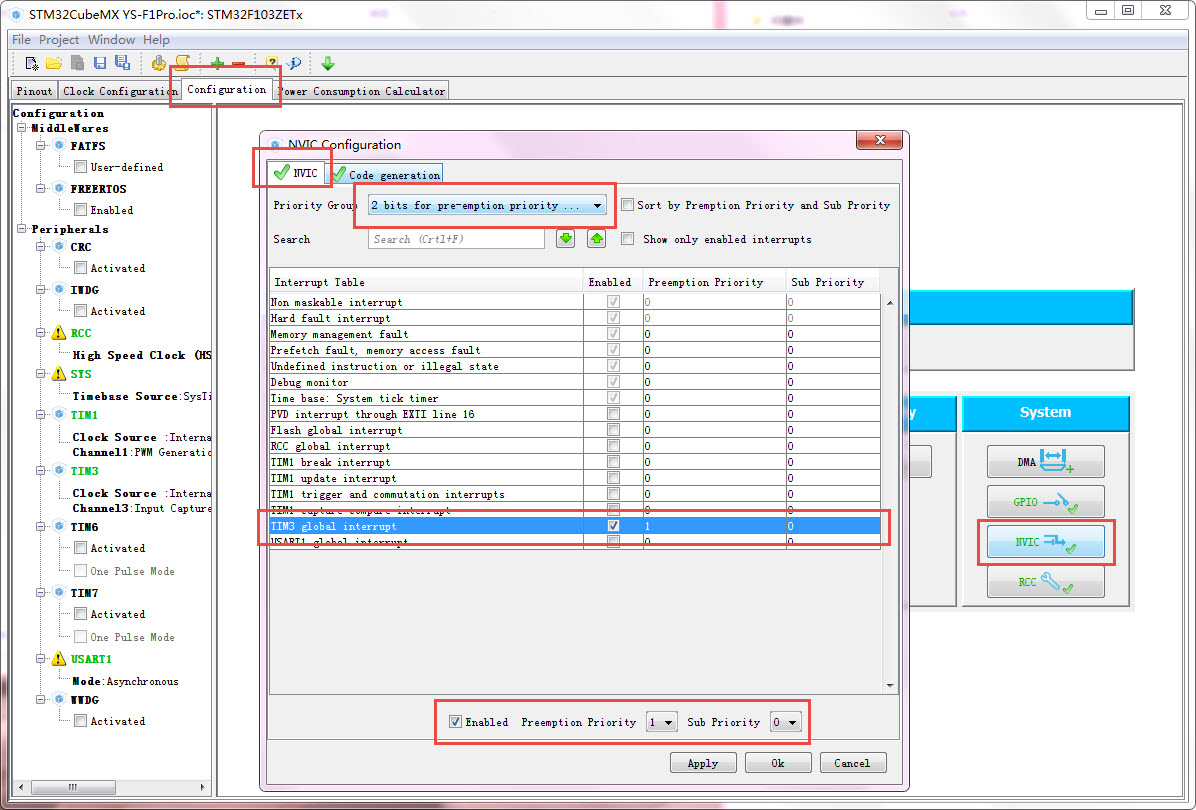 STM32CubeMX YS-F1Pro.ioc*: STM32F103ZETx
File Project Window Help
Pinout Clock Configuration Configuration Power Consumption Calculator
Configuration
MiddleWares
FATFS
User-defined
FREERTOS
Enabled
Peripherals
CRC
Activated
IWDG
Activated
RCC
High Speed Clock (HS
SYS
Timebase Source:SysTi
TIM1
Clock Source :Interna
Channel1:PWM Generatio
TIM3
Clock Source :Interna
Channel3:Input Capture
TIM6
Activated
One Pulse Mode
TIM7
Activated
One Pulse Mode
USART1
Mode:Asynchronous
WWDG
Activated
NVIC Configuration
NVIC Code generation
Priority Group 2 bits for pre-emption priority ... Sort by Premption Priority and Sub Prority
Search Search (Crtl+F) Show only enabled interrupts
Interrupt Table Enabled Preemption Priority Sub Priority
Non maskable interrupt 0 0
Hard fault interrupt 0 0
Memory management fault 0 0
Prefetch fault, memory access fault 0 0
Undefined instruction or illegal state 0 0
Debug monitor 0 0
Time base: System tick timer 0 0
PVD interrupt through EXTI line 16 0 0
Flash global interrupt 0 0
RCC global interrupt 0 0
TIM1 break interrupt 0 0
TIM1 update interrupt 0 0
TIM1 trigger and commutation interrupts 0 0
TIM1 capture compare interrupt 0 0
TIM3 global interrupt 1 0
USART1 global interrupt 0 0
Enabled Preemption Priority 1 Sub Priority 0
Apply Ok Cancel
y
System
DMA
GPIO
NVIC
RCC